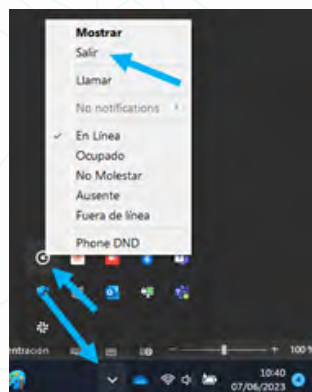 Mostrar
Salir
Llamar
No notifications
En Línea
Ocupado
No Molestar
Ausente
Fuera de línea
Phone DND
entración
100 %
10:40
07/06/2023